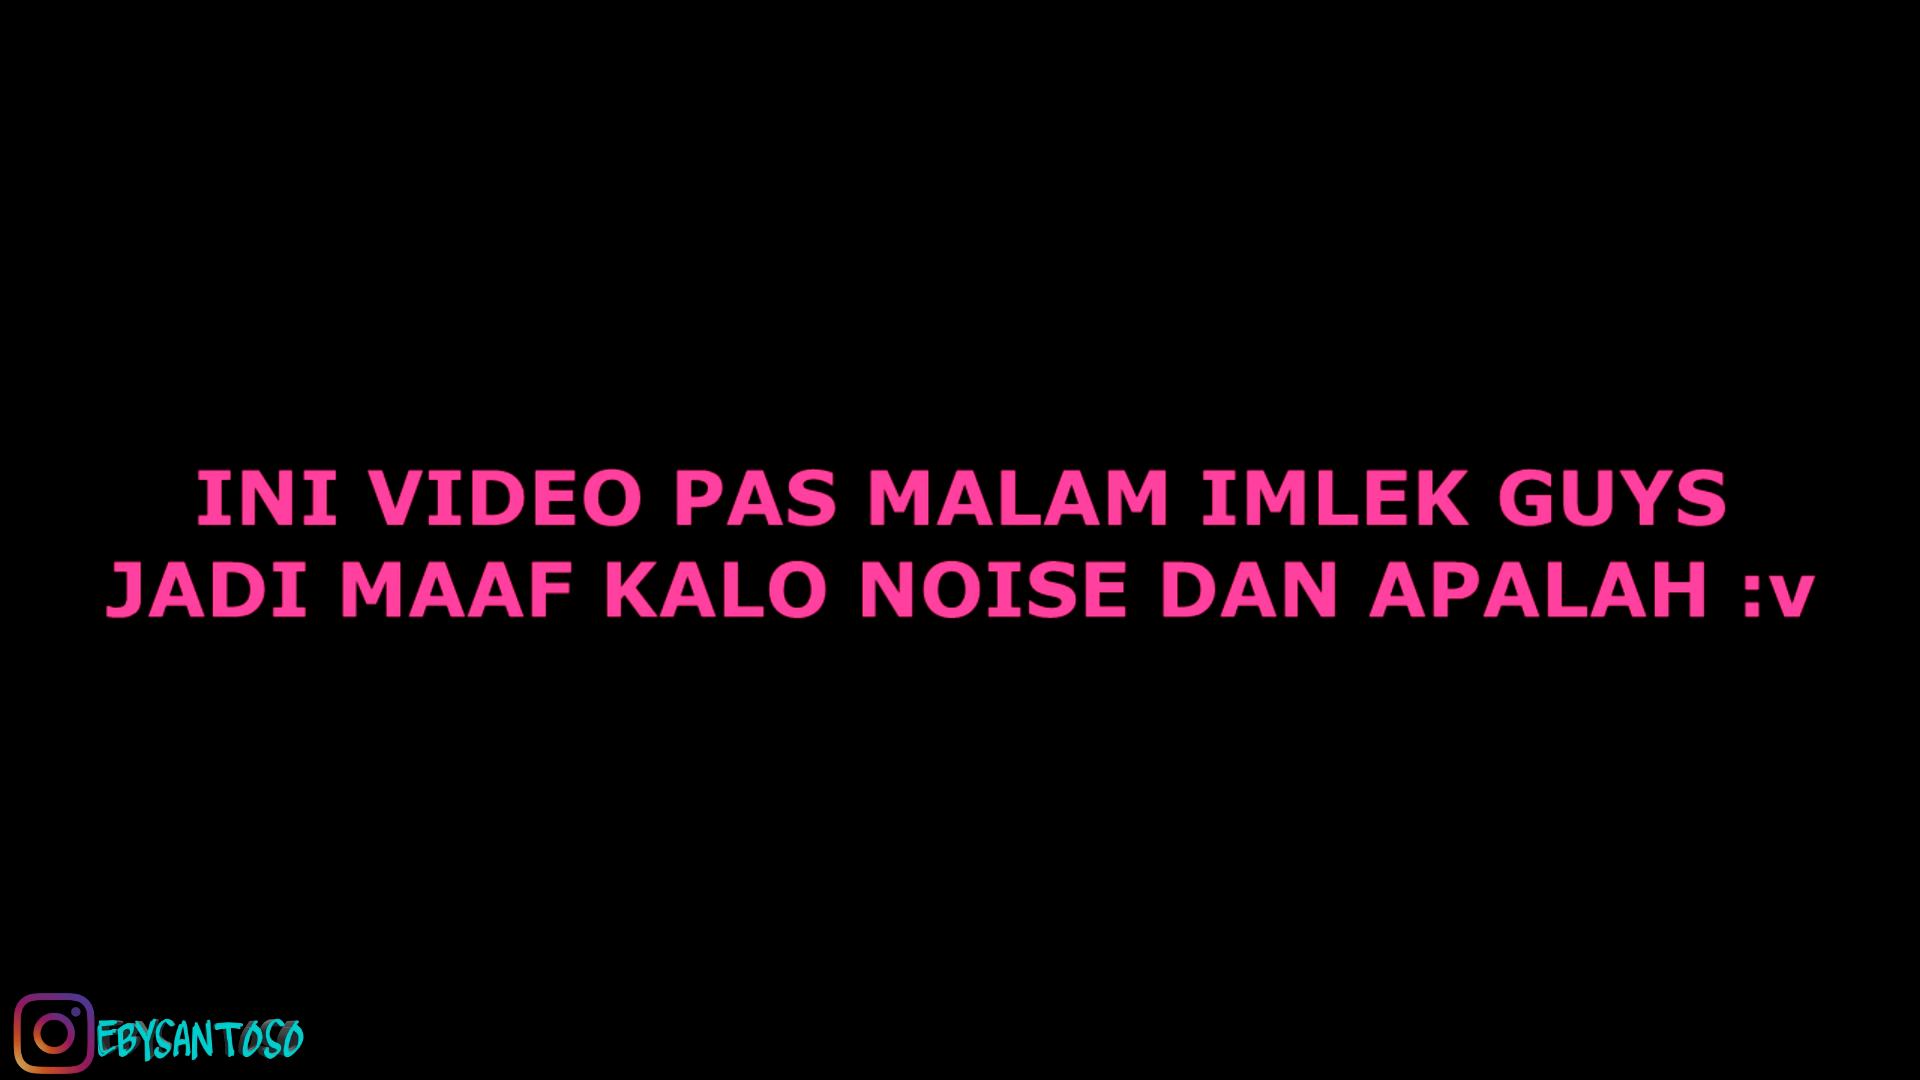 INI VIDEO PAS MALAM IMLEK GUYS
JADI MAAF KALO NOISE DAN APALAH :v
EBYSANTOSO